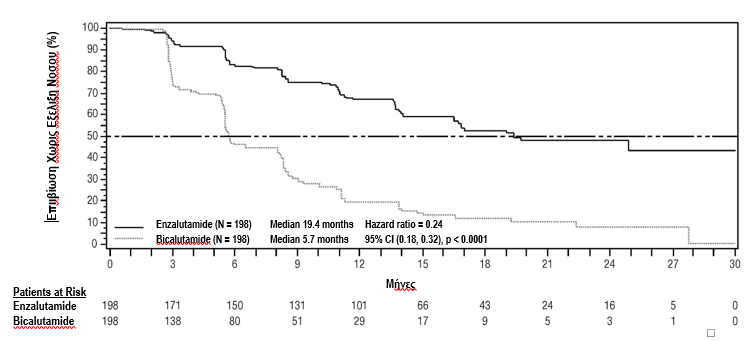 Επιβίωση Χωρίς Εξέλιξη Νοσου (%)
100
90
80
70
60
50
40
30
20
10
0
Enzalutamide (N = 198) Median 19.4 months Hazard ratio = 0.24
Bicalutamide (N = 198) Median 5.7 months 95% CI (0.18, 0.32), p < 0.0001
0 3 6 9 12 15 18 21 24 27 30
Μήνες
Patients at Risk
Enzalutamide 198 171 150 131 101 66 43 24 16 5 0
Bicalutamide 198 138 80 51 29 17 9 5 3 1 0